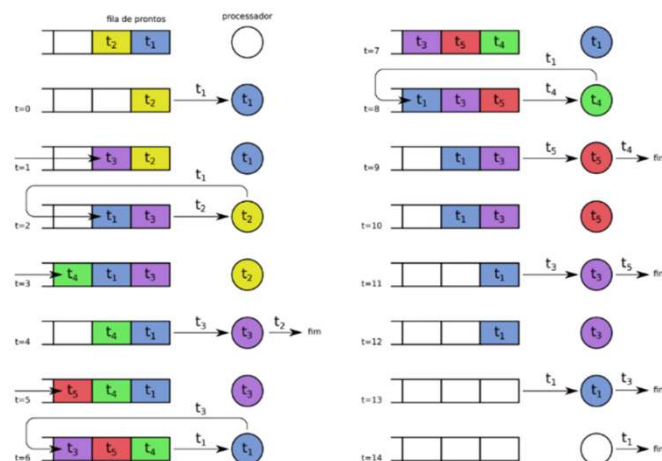 fila de prontos processador
t₂ t₁
t₁
t=0 t₂ t₁
t=1 t₃ t₂ t₁
t₁
t₂
t=2 t₁ t₃ t₂
t=3 t₄ t₁ t₃ t₂
t₃ t₂
t=4 t₄ t₁ t₃ fim
t=5 t₅ t₄ t₁ t₃
t₃
t₁
t=6 t₃ t₅ t₄ t₁
t=7 t₃ t₅ t₄ t₁
t₁
t₄
t=8 t₁ t₃ t₅ t₄
t₅ t₄
t=9 t₁ t₃ t₅
t=10 t₁ t₃ t₅
t₃ t₅
t=11 t₁ t₃
t=12 t₁ t₃
t₁ t₃
t=13 t₁
t₁
t=14